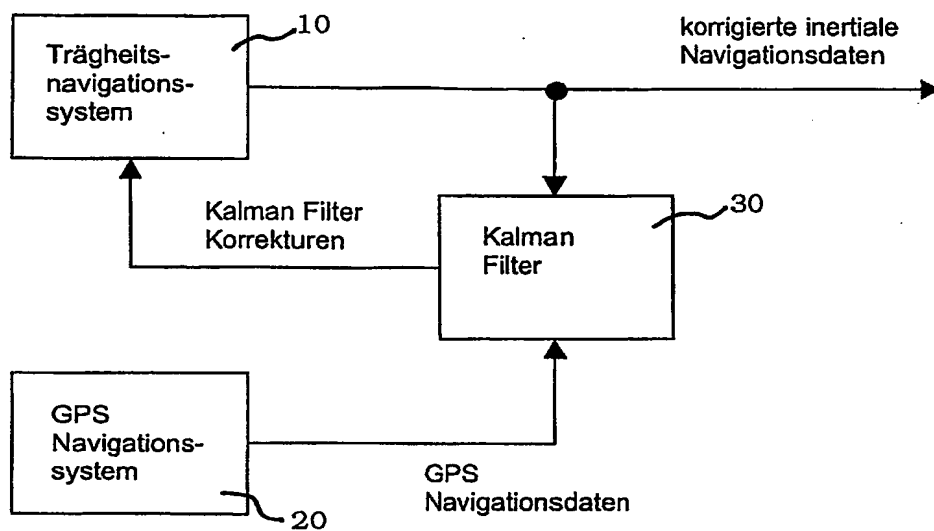 10
Trägheits-
navigations-
system
korrigierte inertiale
Navigationsdaten
Kalman Filter
Korrekturen
30
Kalman
Filter
GPS
Navigations-
system
20
GPS
Navigationsdaten